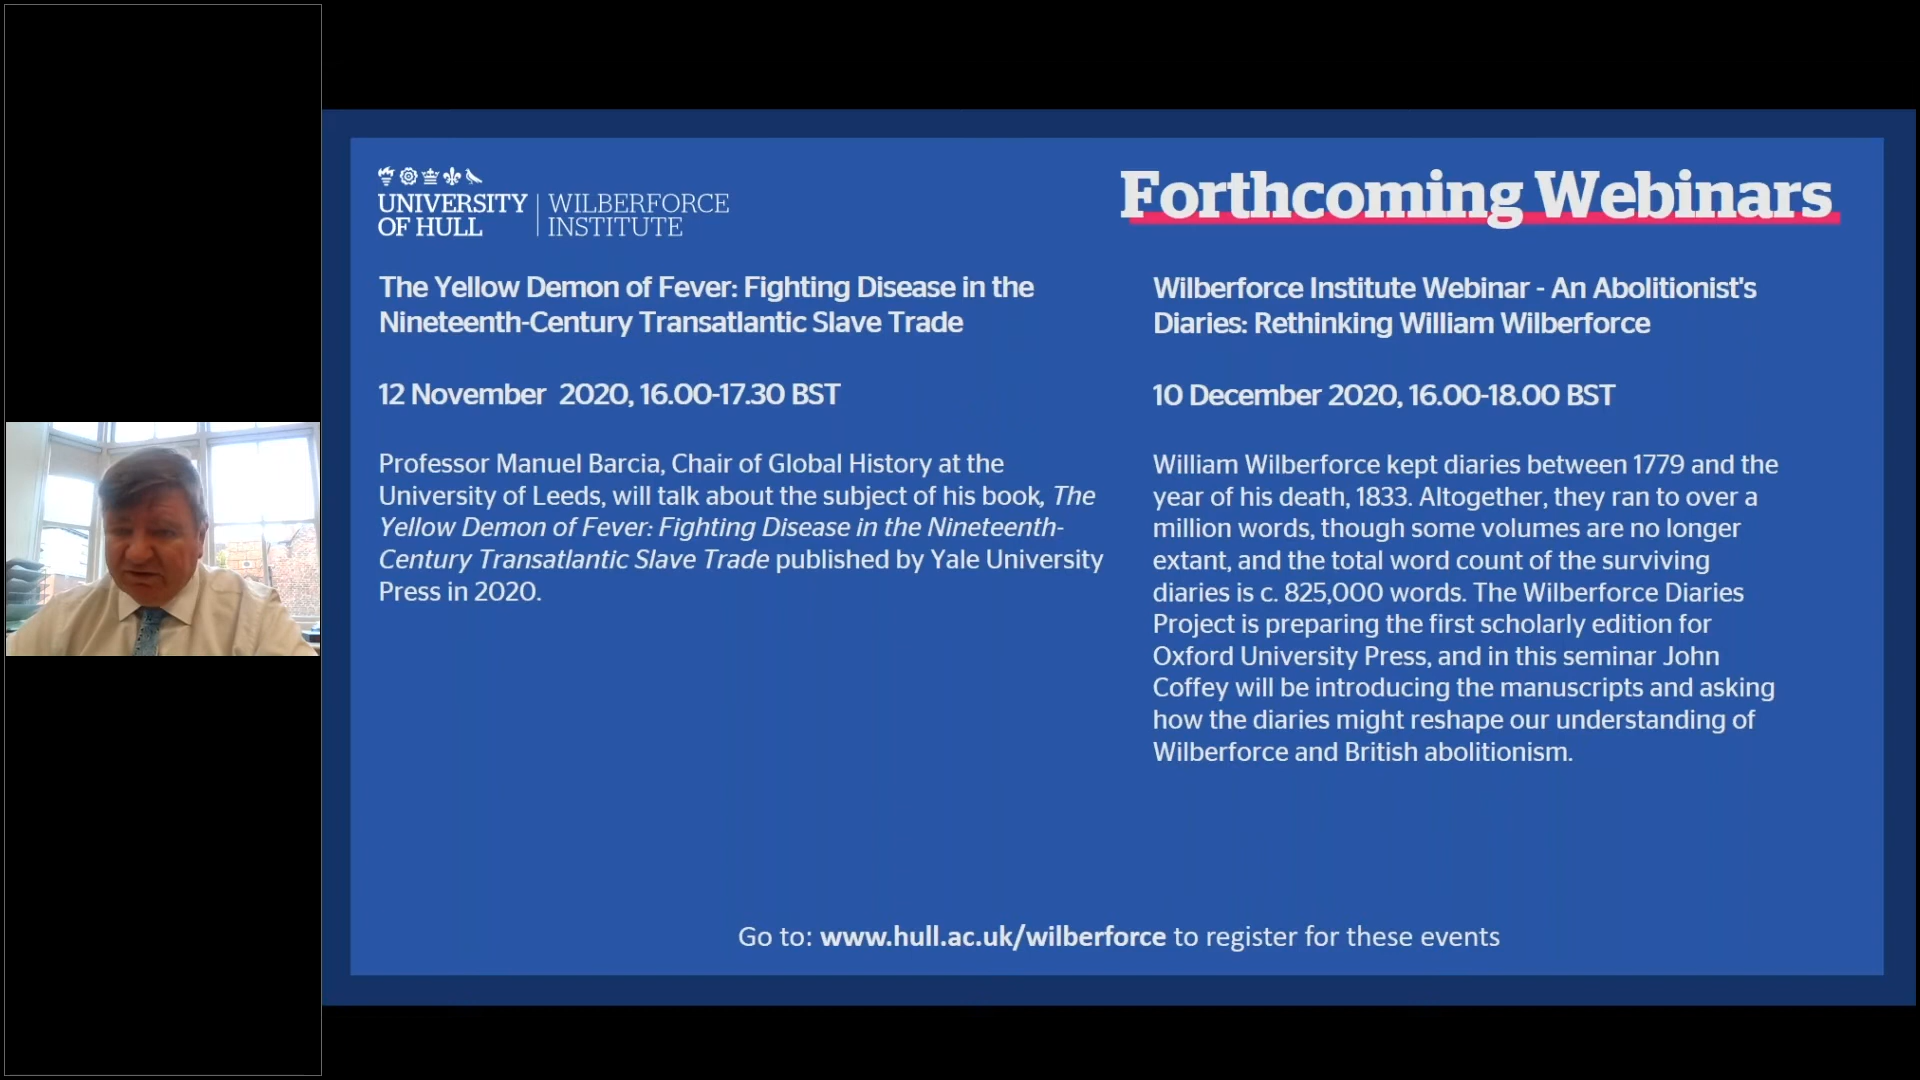 UNIVERSITY
OF HULL
WILBERFORCE
INSTITUTE
Forthcoming Webinars
The Yellow Demon of Fever: Fighting Disease in the
Nineteenth-Century Transatlantic Slave Trade
12 November 2020, 16.00-17.30 BST
Professor Manuel Barcia, Chair of Global History at the
University of Leeds, will talk about the subject of his book, The
Yellow Demon of Fever: Fighting Disease in the Nineteenth-
Century Transatlantic Slave Trade published by Yale University
Press in 2020.
Wilberforce Institute Webinar - An Abolitionist's
Diaries: Rethinking William Wilberforce
10 December 2020, 16.00-18.00 BST
William Wilberforce kept diaries between 1779 and the
year of his death, 1833. Altogether, they ran to over a
million words, though some volumes are no longer
extant, and the total word count of the surviving
diaries is c. 825,000 words. The Wilberforce Diaries
Project is preparing the first scholarly edition for
Oxford University Press, and in this seminar John
Coffey will be introducing the manuscripts and asking
how the diaries might reshape our understanding of
Wilberforce and British abolitionism.
Go to: www.hull.ac.uk/wilberforce to register for these events